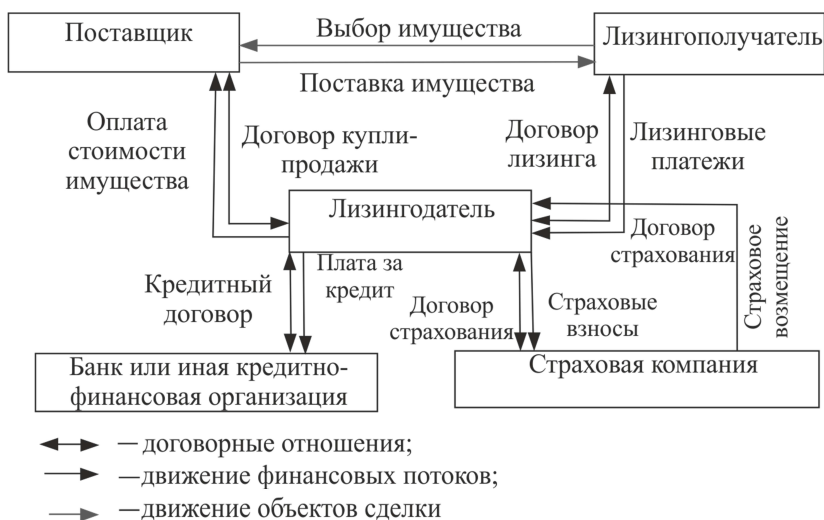 Поставщик
Выбор имущества
Лизингополучатель
Поставка имущества
Оплата
стоимости
имущества
Договор купли-
продажи
Договор
лизинга
Лизинговые
платежи
Лизингодатель
Договор
страхования
Страховое
возмещение
Кредитный
договор
Плата за
кредит
Договор
страхования
Страховые
взносы
Банк или иная кредитно-
финансовая организация
Страховая компания
— договорные отношения;
— движение финансовых потоков;
— движение объектов сделки